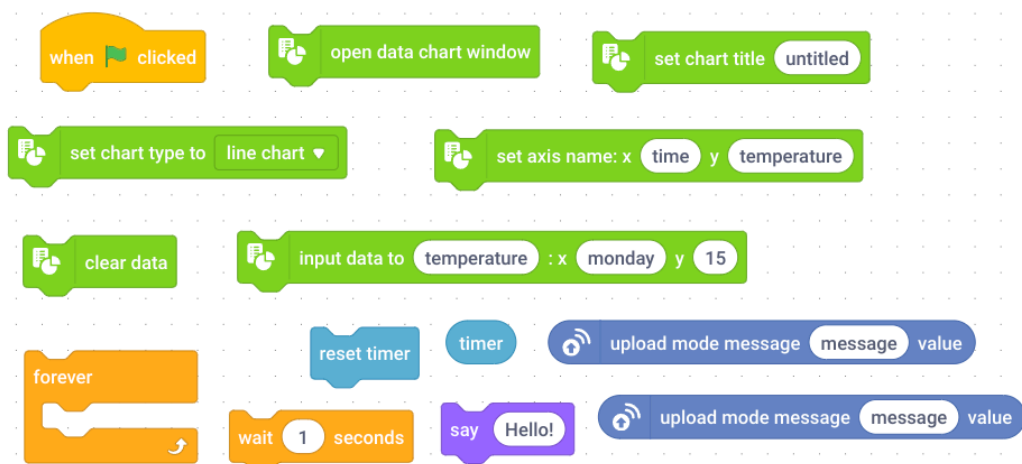 when clicked
open data chart window
set chart title untitled
set chart type to line chart
set axis name: x time y temperature
clear data
input data to temperature : x monday y 15
reset timer
timer
upload mode message message value
forever
wait 1 seconds
say Hello!
upload mode message message value